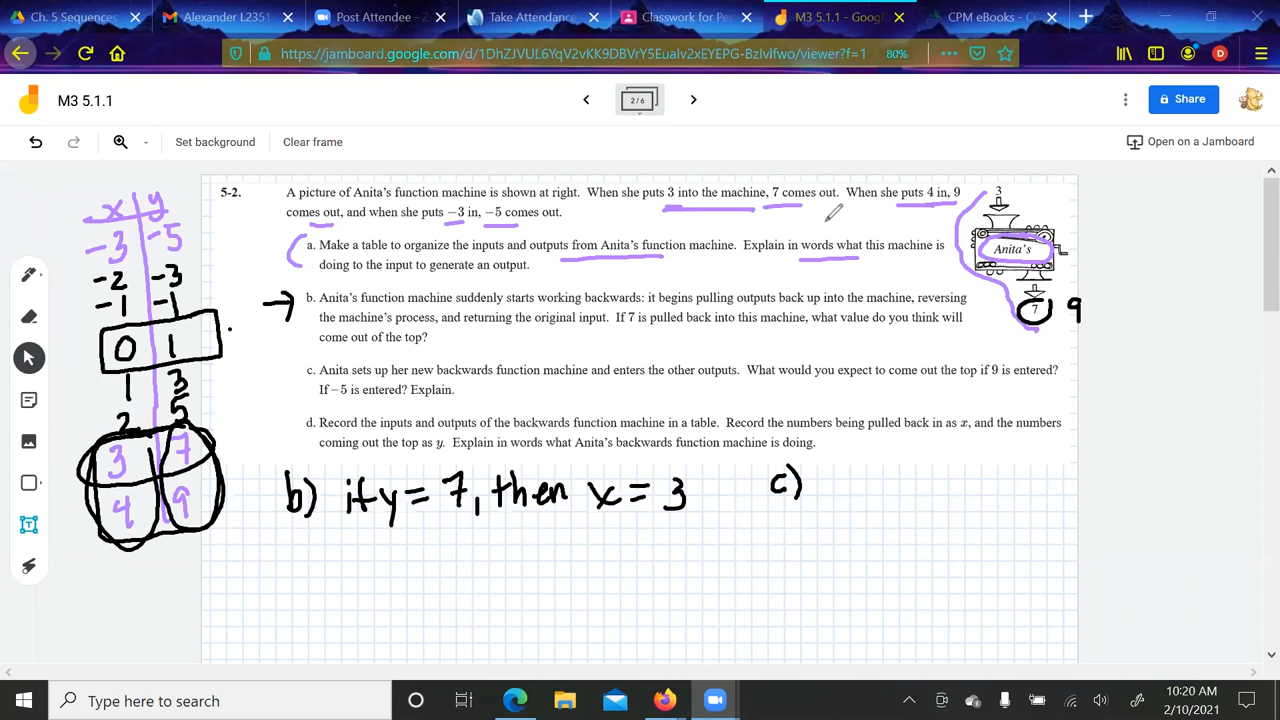 Ch. 5 Sequences
Alexander L2351
Post Attendee - Z
Take Attendance
Classwork for Pe
M3 5.1.1 - Goog
CPM eBooks - C
https://jamboard.google.com/d/1DhZJVUL6YqV2vKK9DBVrY5EuaIv2xEYEPG-BzIvlfwo/viewer?f=1
80%
M3 5.1.1
2/6
Share
Set background
Clear frame
Open on a Jamboard
5-2. A picture of Anita's function machine is shown at right. When she puts 3 into the machine, 7 comes out. When she puts 4 in, 9
comes out, and when she puts −3 in, −5 comes out.
a. Make a table to organize the inputs and outputs from Anita's function machine. Explain in words what this machine is
doing to the input to generate an output.
b. Anita's function machine suddenly starts working backwards: it begins pulling outputs back up into the machine, reversing
the machine's process, and returning the original input. If 7 is pulled back into this machine, what value do you think will
come out of the top?
c. Anita sets up her new backwards function machine and enters the other outputs. What would you expect to come out the top if 9 is entered?
If −5 is entered? Explain.
d. Record the inputs and outputs of the backwards function machine in a table. Record the numbers being pulled back in as x, and the numbers
coming out the top as y. Explain in words what Anita's backwards function machine is doing.
3
Anita's
7 9
x y
-3 -5
-2 -3
-1 -1
0 1
1 3
2 5
3 7
4 9
b) if y = 7, then x = 3
c)
Type here to search
10:20 AM
2/10/2021